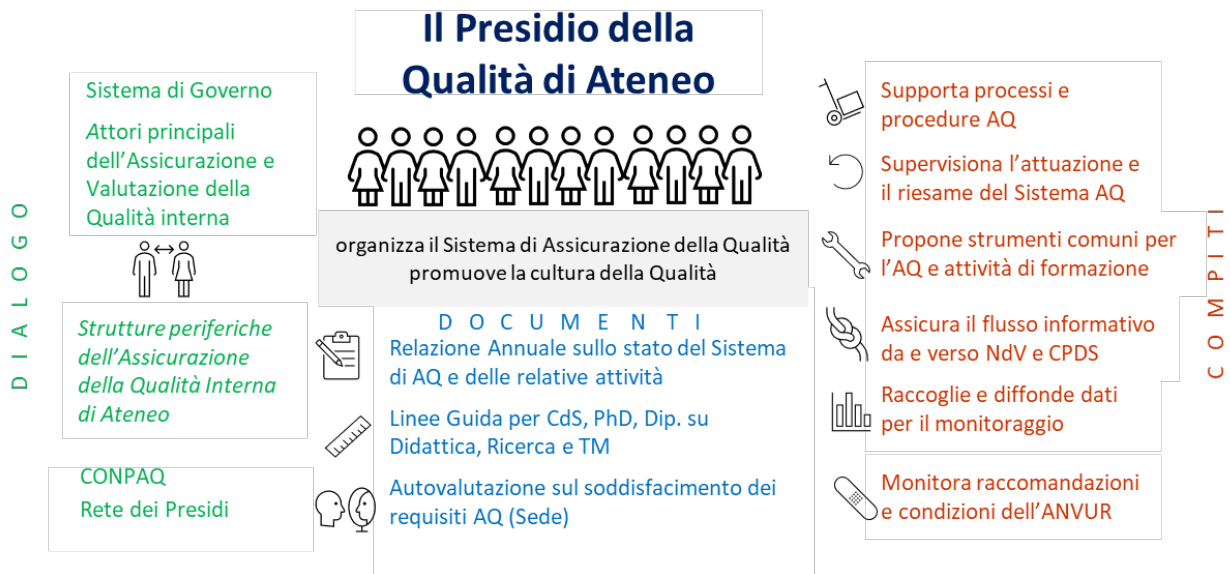 Il Presidio della
Qualità di Ateneo
DIALOGO
Sistema di Governo
Attori principali
dell'Assicurazione e
Valutazione della
Qualità interna
Strutture periferiche
dell'Assicurazione
della Qualità Interna
di Ateneo
CONPAQ
Rete dei Presidi
organizza il Sistema di Assicurazione della Qualità
promuove la cultura della Qualità
DOCUMENTI
Relazione Annuale sullo stato del Sistema
di AQ e delle relative attività
Linee Guida per CdS, PhD, Dip. su
Didattica, Ricerca e TM
Autovalutazione sul soddisfacimento dei
requisiti AQ (Sede)
COMPITI
Supporta processi e
procedure AQ
Supervisiona l'attuazione e
il riesame del Sistema AQ
Propone strumenti comuni per
l'AQ e attività di formazione
Assicura il flusso informativo
da e verso NdV e CPDS
Raccoglie e diffonde dati
per il monitoraggio
Monitora raccomandazioni
e condizioni dell'ANVUR